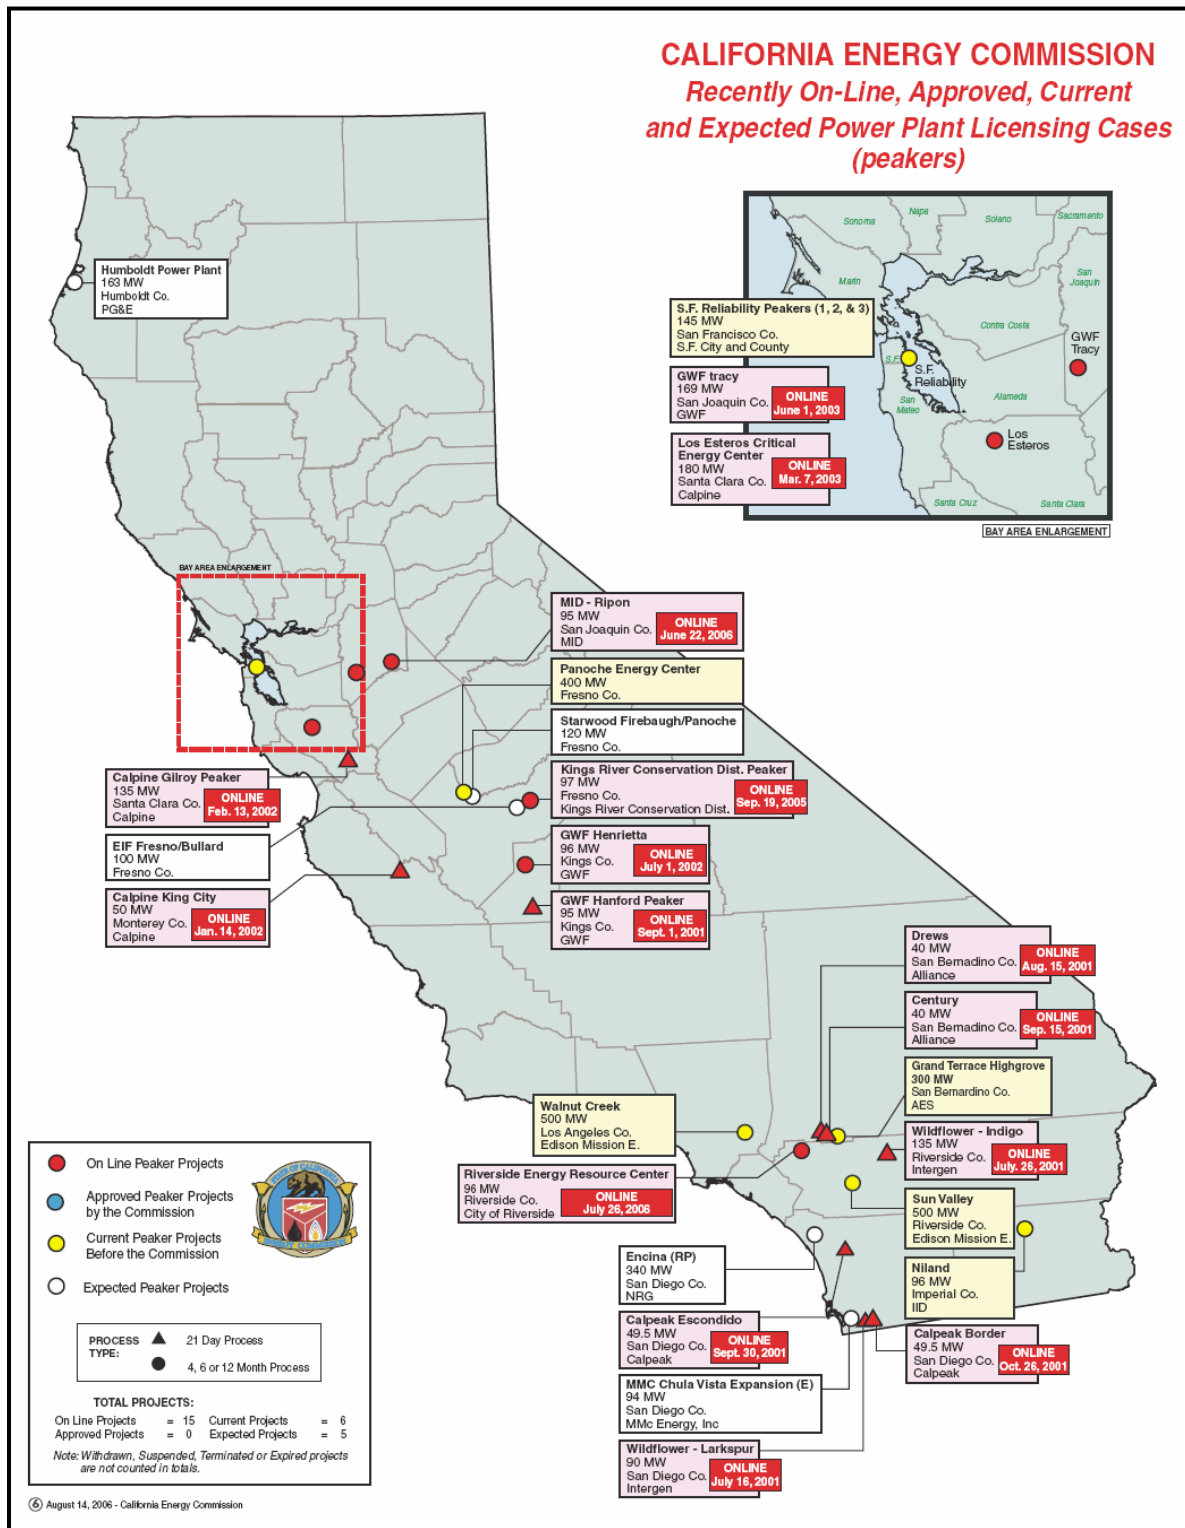 CALIFORNIA ENERGY COMMISSION
Recently On-Line, Approved, Current
and Expected Power Plant Licensing Cases
(peakers)
Sonoma
Napa
Solano
Sacramento
Marin
San
Joaquin
Contra Costa
GWF
Tracy
S.F.
S.F.
Reliability
San
Mateo
Alameda
Los
Esteros
Santa Cruz
Santa Clara
BAY AREA ENLARGEMENT
Humboldt Power Plant
163 MW
Humboldt Co.
PG&E
S.F. Reliability Peakers (1, 2, & 3)
145 MW
San Francisco Co.
S.F. City and County
GWF tracy
169 MW
San Joaquin Co.
GWF
ONLINE
June 1, 2003
Los Esteros Critical
Energy Center
180 MW
Santa Clara Co.
Calpine
ONLINE
Mar. 7, 2003
BAY AREA ENLARGEMENT
MID - Ripon
95 MW
San Joaquin Co.
MID
ONLINE
June 22, 2006
Panoche Energy Center
400 MW
Fresno Co.
Starwood Firebaugh/Panoche
120 MW
Fresno Co.
Kings River Conservation Dist. Peaker
97 MW
Fresno Co.
Kings River Conservation Dist.
ONLINE
Sep. 19, 2005
Calpine Gilroy Peaker
135 MW
Santa Clara Co.
Calpine
ONLINE
Feb. 13, 2002
EIF Fresno/Bullard
100 MW
Fresno Co.
Calpine King City
50 MW
Monterey Co.
Calpine
ONLINE
Jan. 14, 2002
GWF Henrietta
96 MW
Kings Co.
GWF
ONLINE
July 1, 2002
GWF Hanford Peaker
95 MW
Kings Co.
GWF
ONLINE
Sept. 1, 2001
Drews
40 MW
San Bernadino Co.
Alliance
ONLINE
Aug. 15, 2001
Century
40 MW
San Bernadino Co.
Alliance
ONLINE
Sep. 15, 2001
Grand Terrace Highgrove
300 MW
San Bernardino Co.
AES
Walnut Creek
500 MW
Los Angeles Co.
Edison Mission E.
Wildflower - Indigo
135 MW
Riverside Co.
Intergen
ONLINE
July. 26, 2001
Riverside Energy Resource Center
96 MW
Riverside Co.
City of Riverside
ONLINE
July 26, 2006
Sun Valley
500 MW
Riverside Co.
Edison Mission E.
Encina (RP)
340 MW
San Diego Co.
NRG
Niland
96 MW
Imperial Co.
IID
Calpeak Escondido
49.5 MW
San Diego Co.
Calpeak
ONLINE
Sept. 30, 2001
Calpeak Border
49.5 MW
San Diego Co.
Calpeak
ONLINE
Oct. 26, 2001
MMC Chula Vista Expansion (E)
94 MW
San Diego Co.
MMc Energy, Inc
Wildflower - Larkspur
90 MW
San Diego Co.
Intergen
ONLINE
July 16, 2001
On Line Peaker Projects
Approved Peaker Projects
by the Commission
Current Peaker Projects
Before the Commission
Expected Peaker Projects
STATE OF CALIFORNIA
ENERGY COMMISSION
PROCESS
TYPE:
21 Day Process
4, 6 or 12 Month Process
TOTAL PROJECTS:
On Line Projects = 15 Current Projects = 6
Approved Projects = 0 Expected Projects = 5
Note: Withdrawn, Suspended, Terminated or Expired projects
are not counted in totals.
6 August 14, 2006 - California Energy Commission